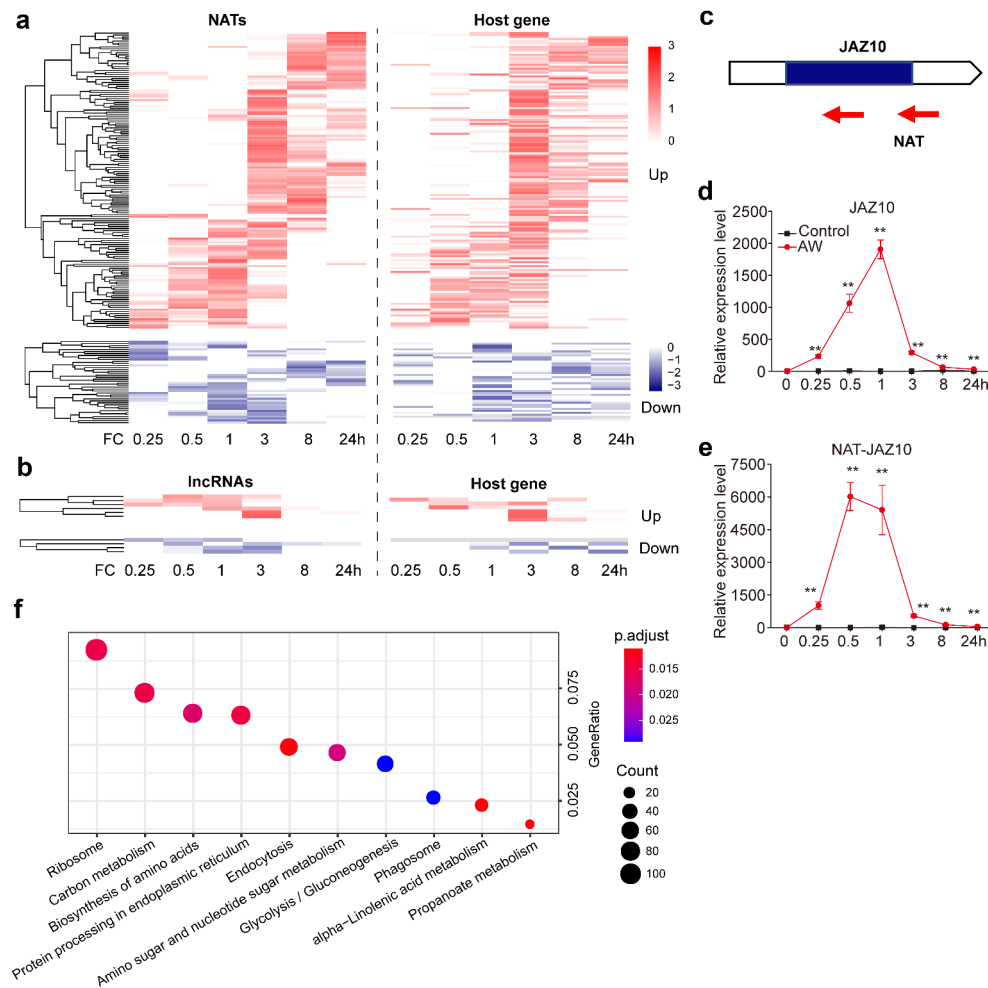 a
NATs
Host gene
3
2
1
0
Up
0
−1
−2
−3
Down
FC 0.25 0.5 1 3 8 24h 0.25 0.5 1 3 8 24h
b
lncRNAs
Host gene
Up
Down
FC 0.25 0.5 1 3 8 24h 0.25 0.5 1 3 8 24h
c
JAZ10
NAT
d
JAZ10
Relative expression level
2500
2000
1500
1000
500
0
Control
AW
**
**
**
**
**
**
0 0.25 0.5 1 3 8 24h
e
NAT-JAZ10
Relative expression level
7500
6000
4500
3000
1500
0
**
**
**
**
**
**
0 0.25 0.5 1 3 8 24h
f
0.075
0.050
0.025
GeneRatio
Ribosome
Carbon metabolism
Biosynthesis of amino acids
Protein processing in endoplasmic reticulum
Endocytosis
Amino sugar and nucleotide sugar metabolism
Glycolysis / Gluconeogenesis
Phagosome
alpha−Linolenic acid metabolism
Propanoate metabolism
p.adjust
0.015
0.020
0.025
Count
20
40
60
80
100